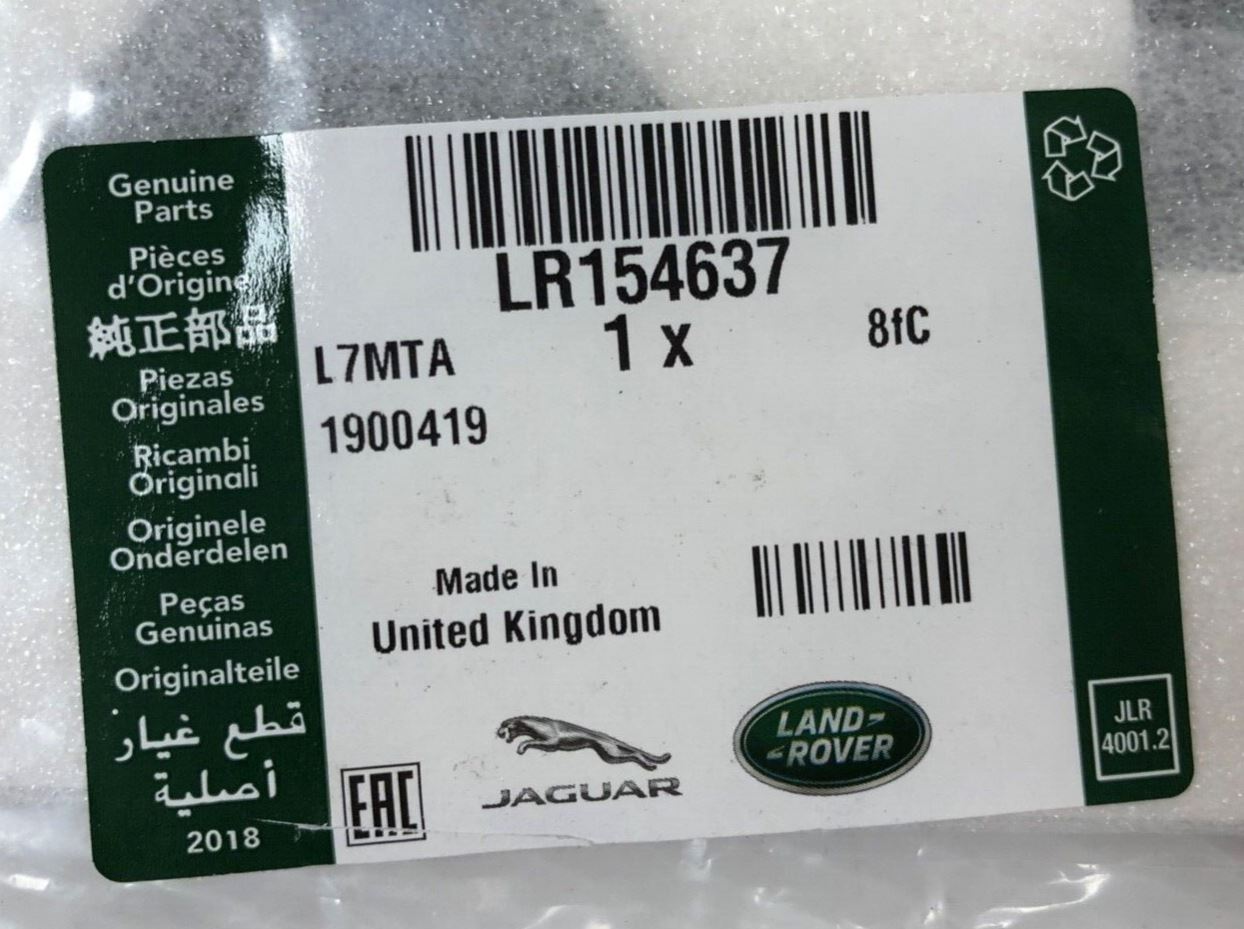 Genuine
Parts
Pièces
d'Origine
純正部品
Piezas
Originales
Ricambi
Originali
Originele
Onderdelen
Peças
Genuinas
Originalteile
قطع غيار
أصلية
2018
LR154637
1 x
8fC
L7MTA
1900419
Made In
United Kingdom
EAC
JAGUAR
LAND-
-ROVER
JLR
4001.2